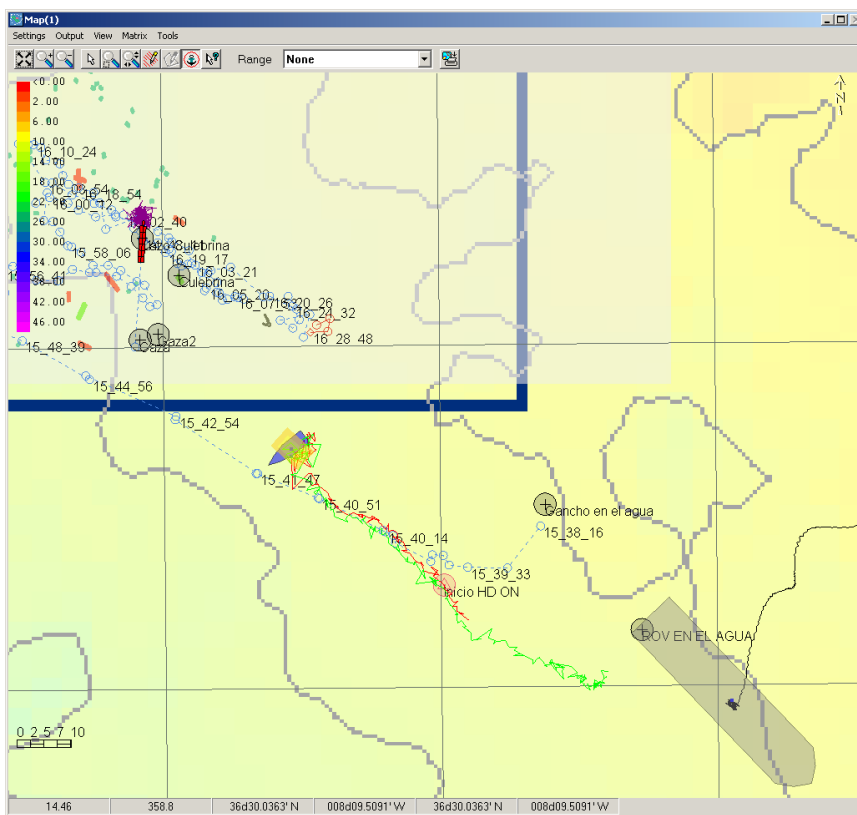 Map(1)
Settings Output View Matrix Tools
Range None
<0.00
2.00
6.00
10.00
14.00
18.00
22.00
26.00
30.00
34.00
38.00
42.00
46.00
16_10_24
16_18_54
16_00_12
02_40
Culebrina
15_58_06
16_19_17
16_03_21
Culebrina
16_05_20
20_26
16_24_32
16_28_48
Gaza2
Gaza
15_48_39
15_44_56
15_42_54
15_41_47
15_40_51
Gancho en el agua
15_38_16
15_40_14
15_39_33
Inicio HD ON
ROV EN EL AGUA
0 2.5 7 10
14.46 358.8 36d30.0363' N 008d09.5091' W 36d30.0363' N 008d09.5091' W